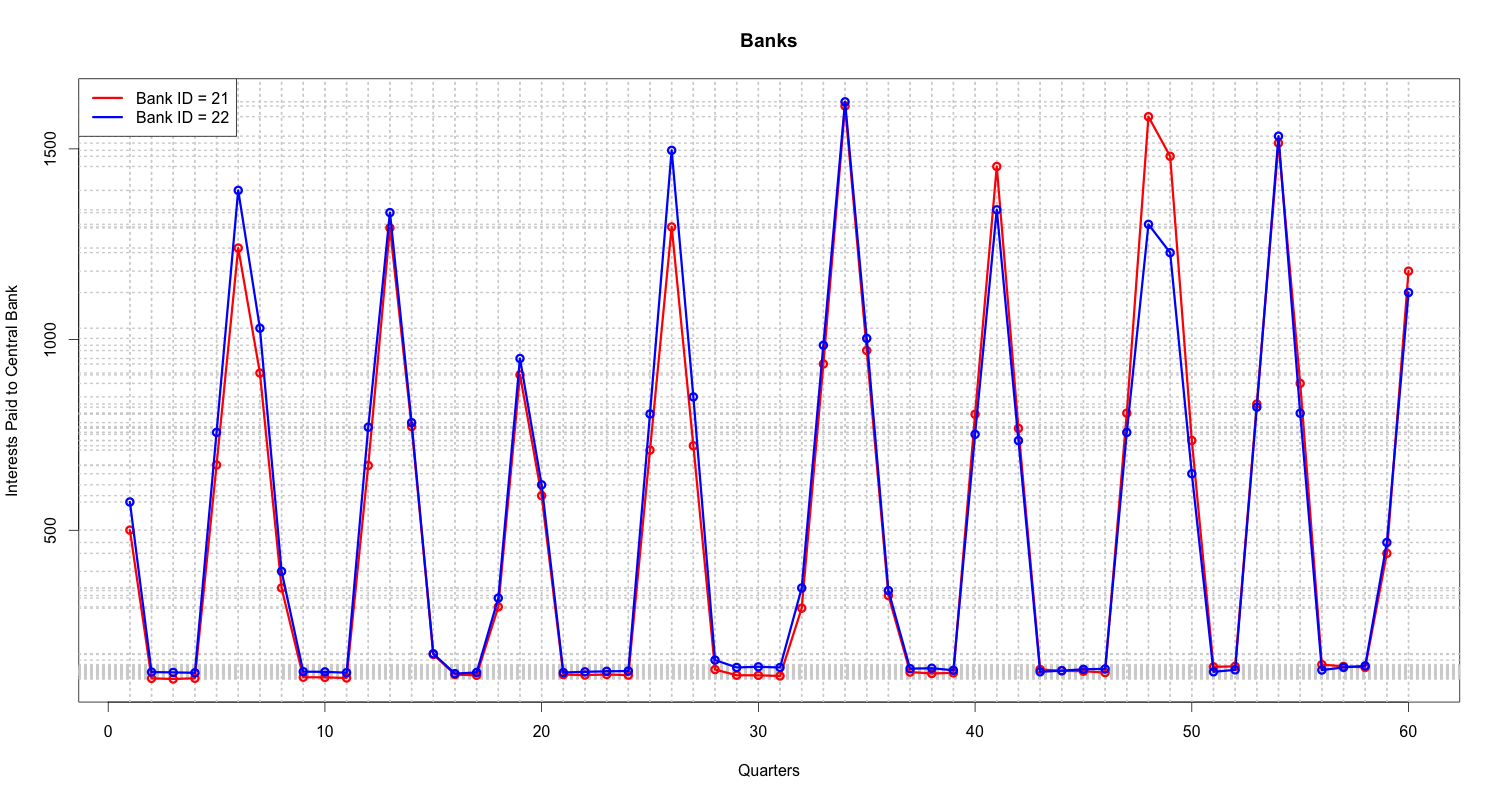 Banks
Bank ID = 21
Bank ID = 22
Interests Paid to Central Bank
1500
1000
500
0 10 20 30 40 50 60
Quarters